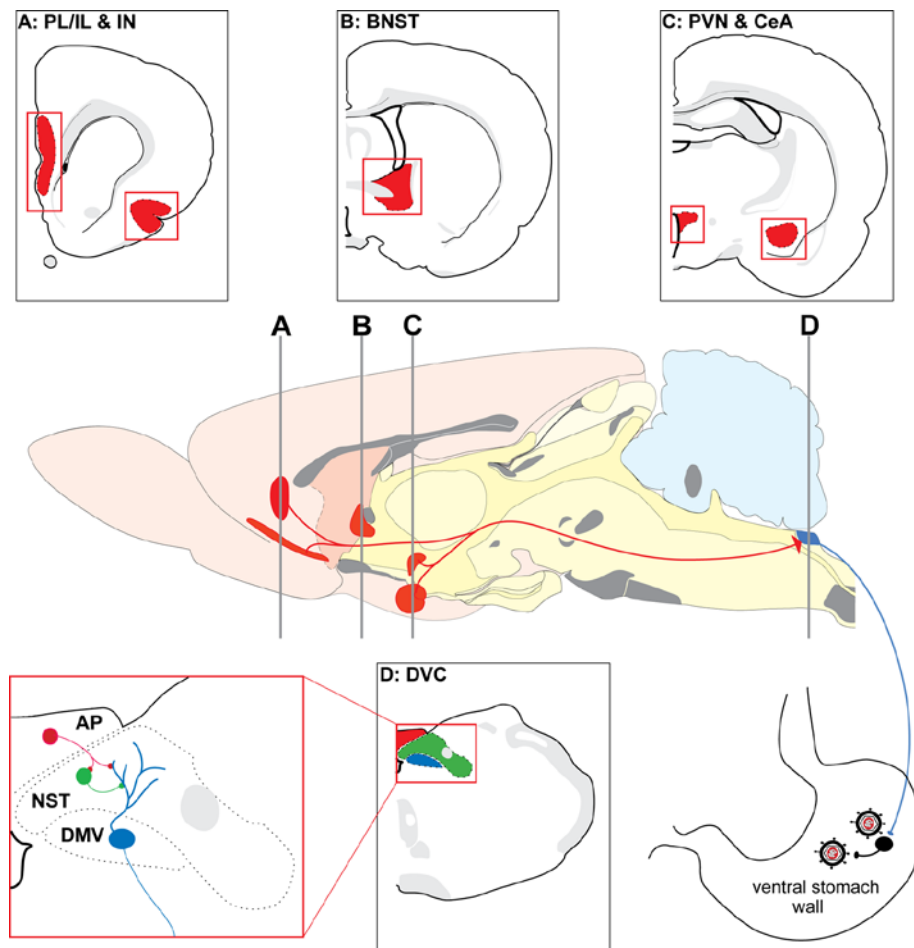 A: PL/IL & IN
B: BNST
C: PVN & CeA
A
B
C
D
AP
NST
DMV
D: DVC
ventral stomach
wall